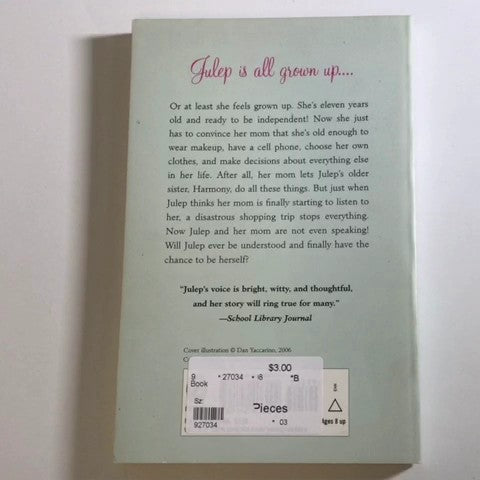 Julep is all grown up....
Or at least she feels grown up. She's eleven years
old and ready to be independent! Now she just
has to convince her mom that she's old enough to
wear makeup, have a cell phone, choose her own
clothes, and make decisions about everything else
in her life. After all, her mom lets Julep's older
sister, Harmony, do all these things. But just when
Julep thinks her mom is finally starting to listen to
her, a disastrous shopping trip stops everything.
Now Julep and her mom are not even speaking!
Will Julep ever be understood and finally have the
chance to be herself?
"Julep's voice is bright, witty, and thoughtful,
and her story will ring true for many."
—School Library Journal
Cover illustration © Dan Yaccarino, 2006
$3.00
9 * 27034 *B
Book
Sz:
Pieces
927034 * 03
Ages 8 up